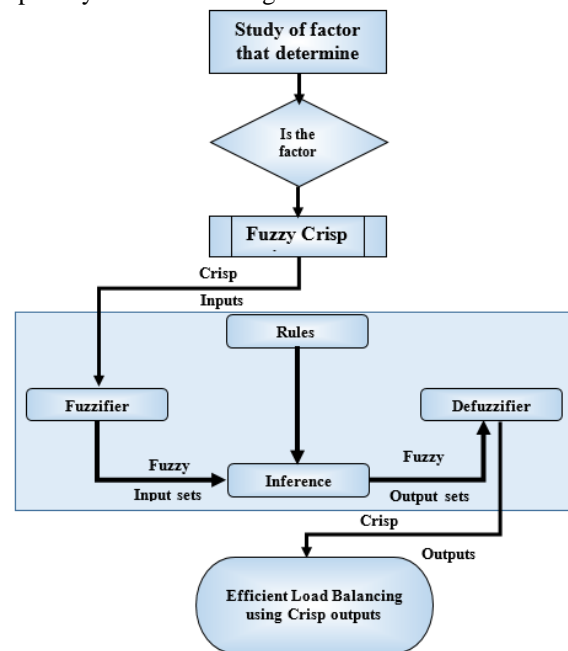 Study of factor
that determine
Is the
factor
Fuzzy Crisp
Crisp
Inputs
Rules
Fuzzifier
Defuzzifier
Fuzzy
Input sets
Inference
Fuzzy
Output sets
Crisp
Outputs
Efficient Load Balancing
using Crisp outputs